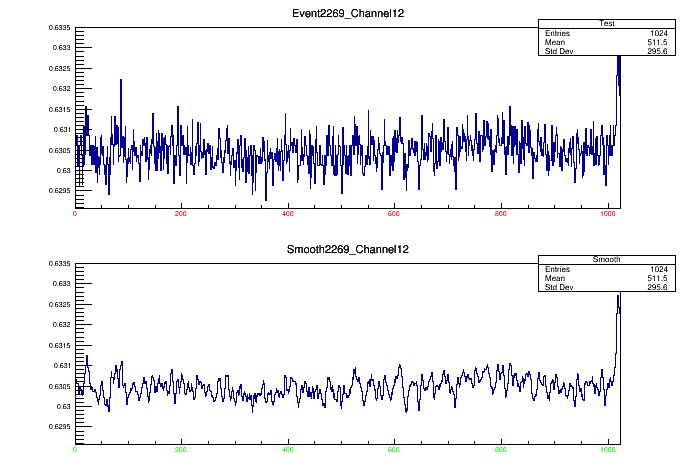 Event2269_Channel12
Test
Entries 1024
Mean 511.5
Std Dev 295.6
0.6335
0.633
0.6325
0.632
0.6315
0.631
0.6305
0.63
0.6295
0 200 400 600 800 1000
Smooth2269_Channel12
Smooth
Entries 1024
Mean 511.5
Std Dev 295.6
0.6335
0.633
0.6325
0.632
0.6315
0.631
0.6305
0.63
0.6295
0 200 400 600 800 1000